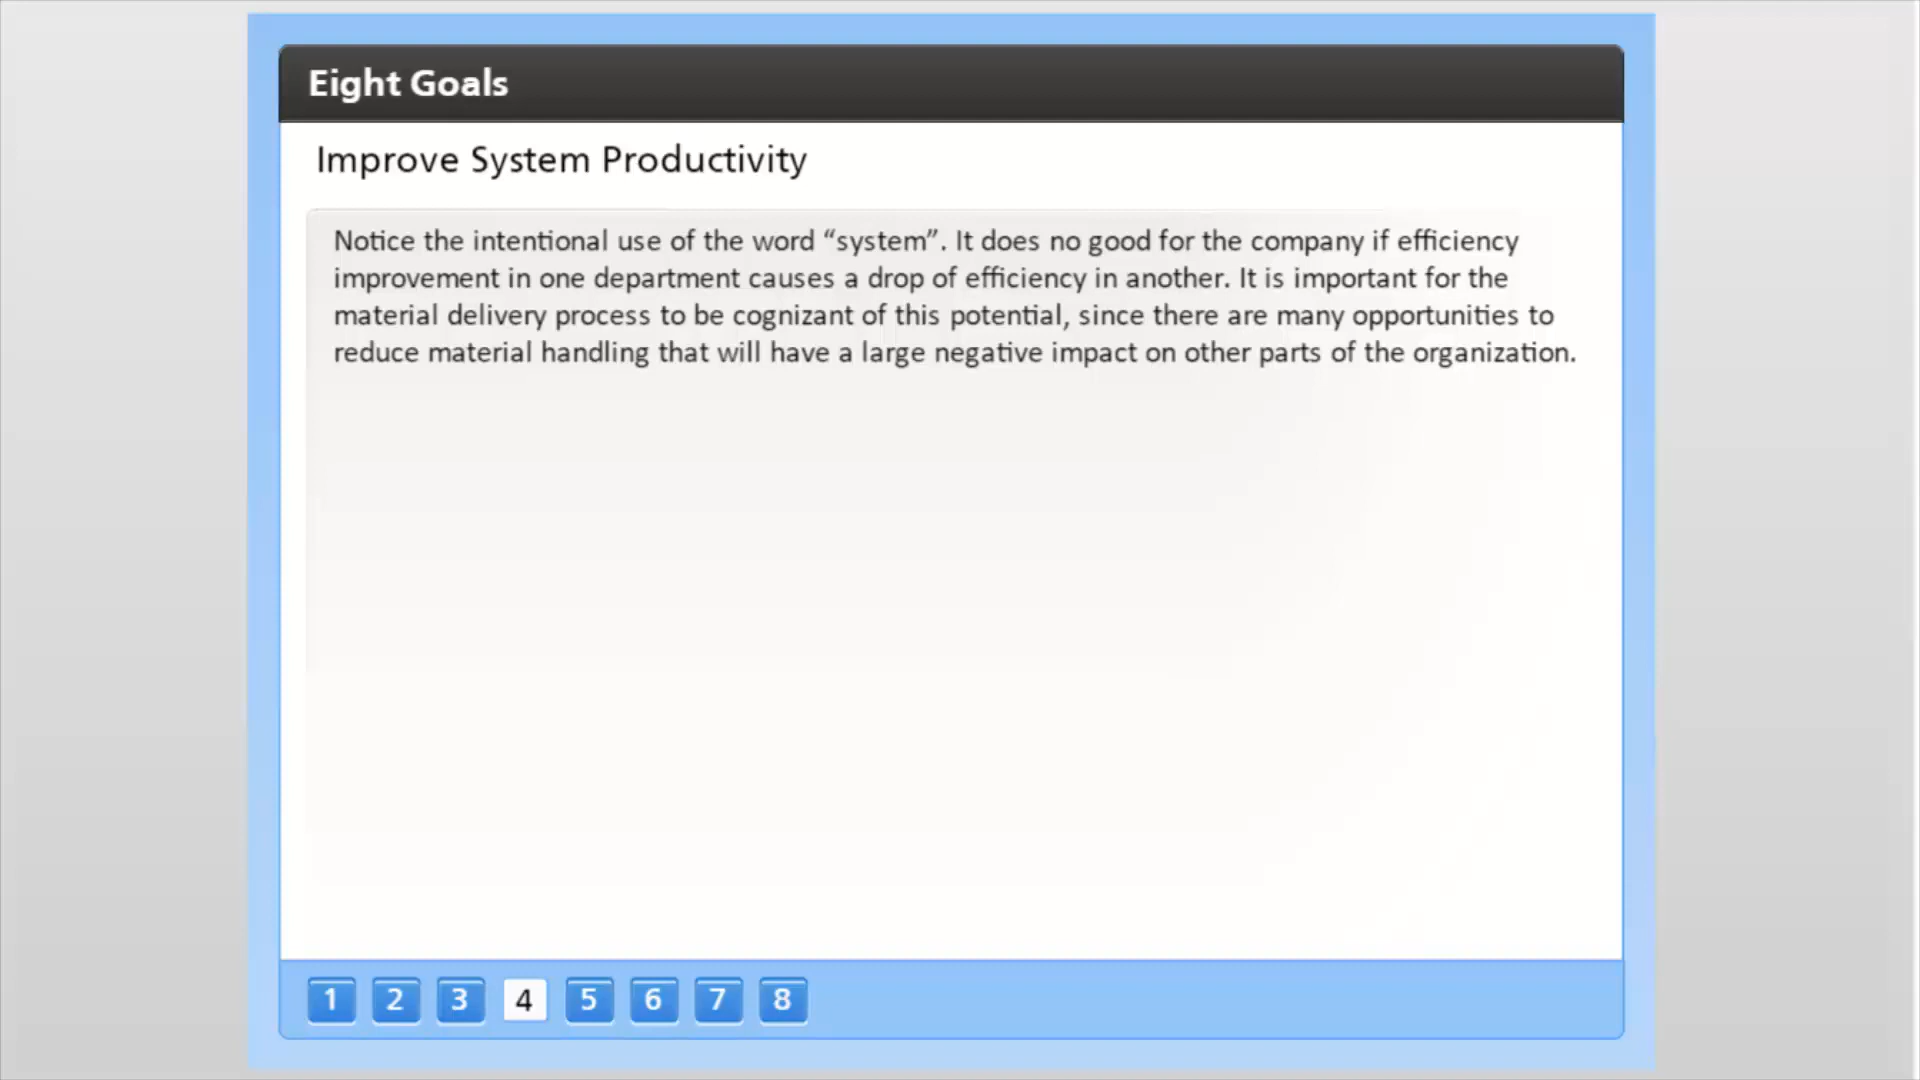 Eight Goals
Improve System Productivity
Notice the intentional use of the word “system”. It does no good for the company if efficiency
improvement in one department causes a drop of efficiency in another. It is important for the
material delivery process to be cognizant of this potential, since there are many opportunities to
reduce material handling that will have a large negative impact on other parts of the organization.
1 2 3 4 5 6 7 8